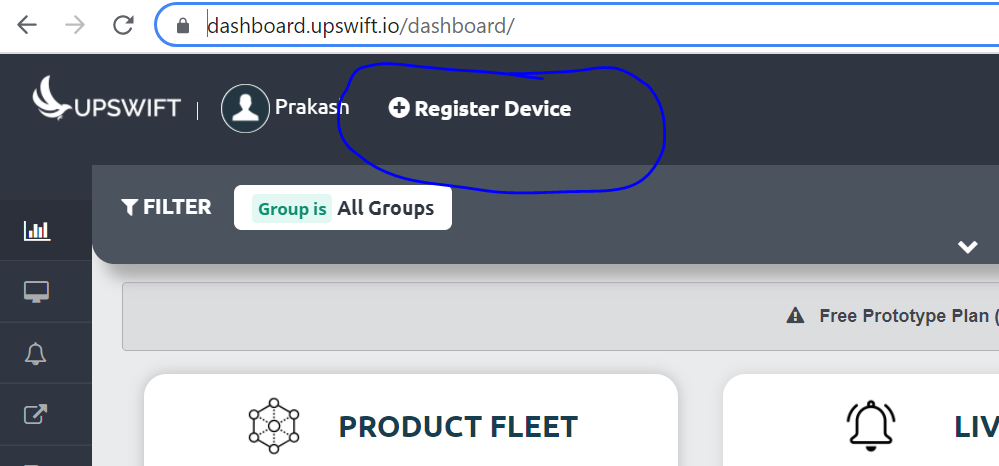 dashboard.upswift.io/dashboard/
UPSWIFT | Prakash Register Device
FILTER Group is All Groups
Free Prototype Plan (
PRODUCT FLEET LIV